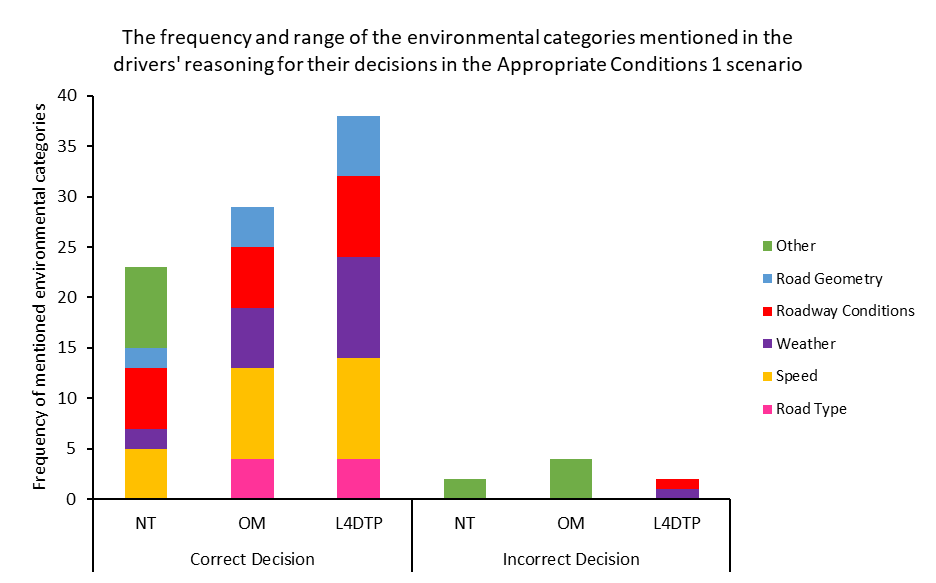 The frequency and range of the environmental categories mentioned in the
drivers' reasoning for their decisions in the Appropriate Conditions 1 scenario
Frequency of mentioned environmental categories
40
35
30
25
20
15
10
5
0
NT OM L4DTP NT OM L4DTP
Correct Decision Incorrect Decision
Other
Road Geometry
Roadway Conditions
Weather
Speed
Road Type